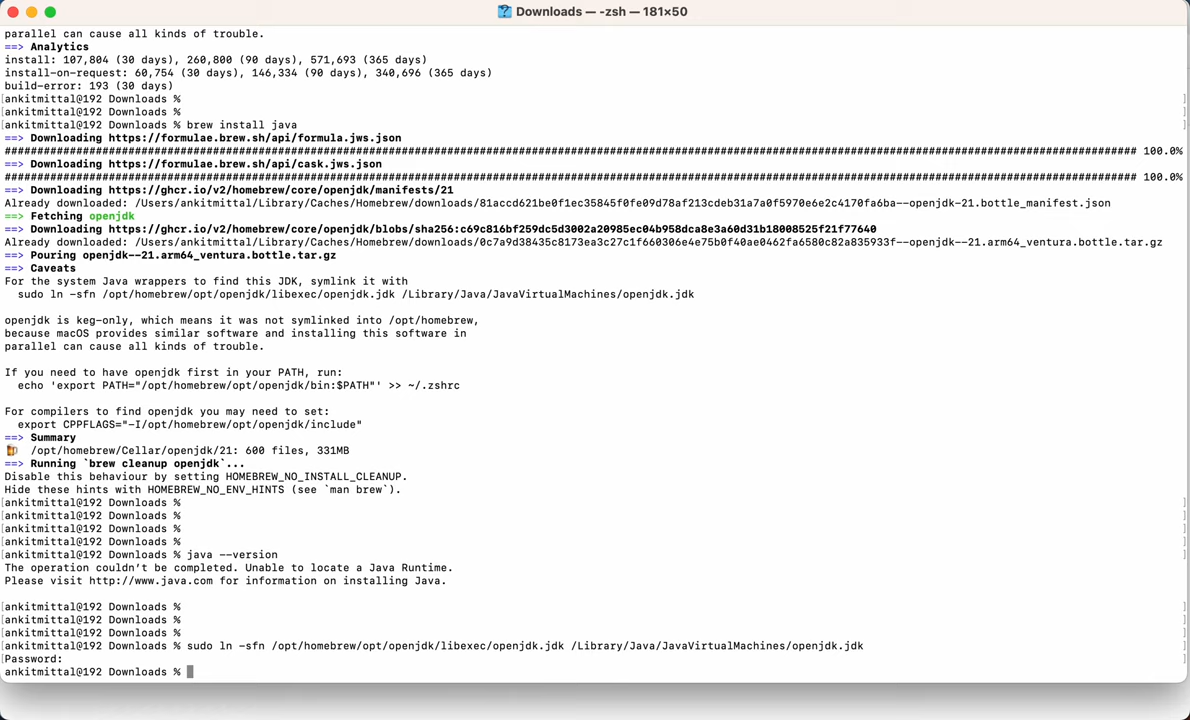 Downloads — -zsh — 181×50
parallel can cause all kinds of trouble.
==> Analytics
install: 107,804 (30 days), 260,800 (90 days), 571,693 (365 days)
install-on-request: 60,754 (30 days), 146,334 (90 days), 340,696 (365 days)
build-error: 193 (30 days)
[ankitmittal@192 Downloads % ]
[ankitmittal@192 Downloads % ]
[ankitmittal@192 Downloads % brew install java ]
==> Downloading https://formulae.brew.sh/api/formula.jws.json
######################################################################## 100.0%
==> Downloading https://formulae.brew.sh/api/cask.jws.json
######################################################################## 100.0%
==> Downloading https://ghcr.io/v2/homebrew/core/openjdk/manifests/21
Already downloaded: /Users/ankitmittal/Library/Caches/Homebrew/downloads/81accd621be0f1ec35845f0fe09d78af213cdeb31a7a0f5970e6e2c4170fa6ba--openjdk-21.bottle_manifest.json
==> Fetching openjdk
==> Downloading https://ghcr.io/v2/homebrew/core/openjdk/blobs/sha256:c69c816bf259dc5d3002a20985ec04b958dca8e3a60d31b18008525f21f77640
Already downloaded: /Users/ankitmittal/Library/Caches/Homebrew/downloads/0c7a9d38435c8173ea3c27c1f660306e4e75b0f40ae0462fa6580c82a835933f--openjdk--21.arm64_ventura.bottle.tar.gz
==> Pouring openjdk--21.arm64_ventura.bottle.tar.gz
==> Caveats
For the system Java wrappers to find this JDK, symlink it with
  sudo ln -sfn /opt/homebrew/opt/openjdk/libexec/openjdk.jdk /Library/Java/JavaVirtualMachines/openjdk.jdk
openjdk is keg-only, which means it was not symlinked into /opt/homebrew,
because macOS provides similar software and installing this software in
parallel can cause all kinds of trouble.
If you need to have openjdk first in your PATH, run:
  echo 'export PATH="/opt/homebrew/opt/openjdk/bin:$PATH"' >> ~/.zshrc
For compilers to find openjdk you may need to set:
  export CPPFLAGS="-I/opt/homebrew/opt/openjdk/include"
==> Summary
🍺  /opt/homebrew/Cellar/openjdk/21: 600 files, 331MB
==> Running `brew cleanup openjdk`...
Disable this behaviour by setting HOMEBREW_NO_INSTALL_CLEANUP.
Hide these hints with HOMEBREW_NO_ENV_HINTS (see `man brew`).
[ankitmittal@192 Downloads % ]
[ankitmittal@192 Downloads % ]
[ankitmittal@192 Downloads % ]
[ankitmittal@192 Downloads % ]
[ankitmittal@192 Downloads % java --version ]
The operation couldn’t be completed. Unable to locate a Java Runtime.
Please visit http://www.java.com for information on installing Java.
[ankitmittal@192 Downloads % ]
[ankitmittal@192 Downloads % ]
[ankitmittal@192 Downloads % ]
[ankitmittal@192 Downloads % sudo ln -sfn /opt/homebrew/opt/openjdk/libexec/openjdk.jdk /Library/Java/JavaVirtualMachines/openjdk.jdk ]
[Password: ]
ankitmittal@192 Downloads %